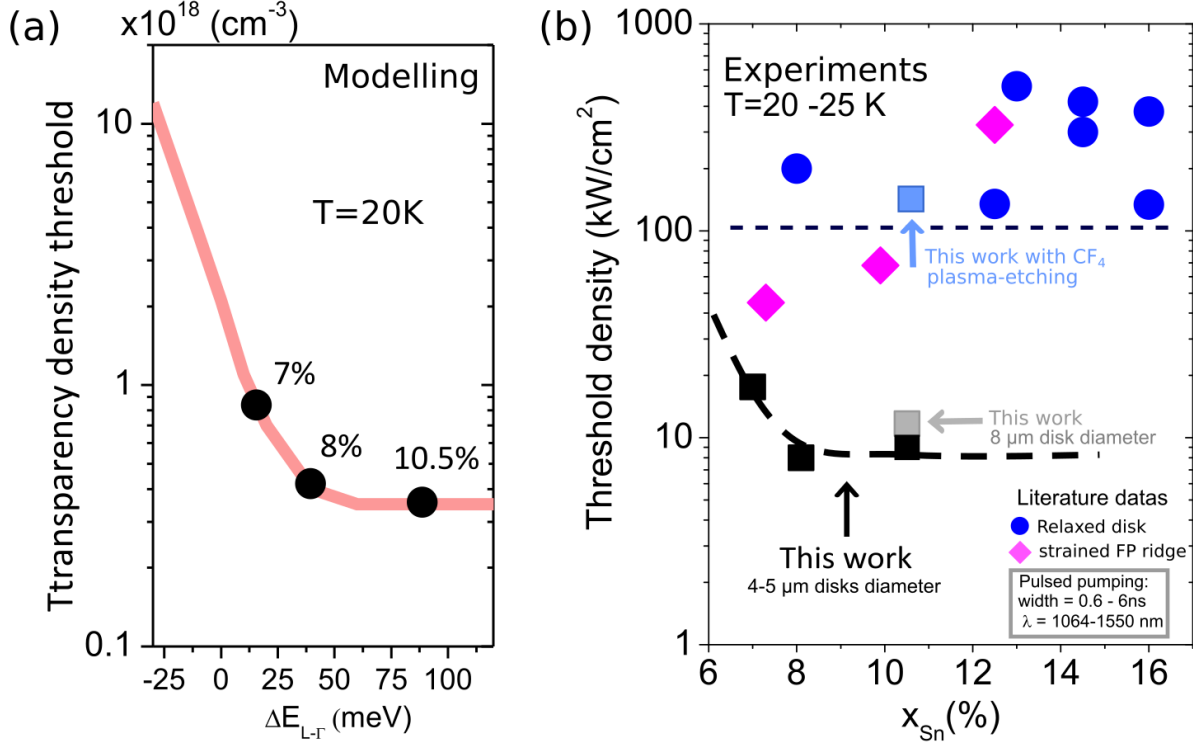 (a)
x10¹⁸ (cm⁻³)
Modelling
T=20K
7%
8%
10.5%
10
1
0.1
Ttransparency density threshold
-25 0 25 50 75 100
ΔE_L-Γ (meV)
(b)
Experiments
T=20 -25 K
This work with CF₄
plasma-etching
This work
8 µm disk diameter
This work
4-5 µm disks diameter
Literature datas
Relaxed disk
strained FP ridge
Pulsed pumping:
width = 0.6 - 6ns
λ = 1064-1550 nm
1000
100
10
1
Threshold density (kW/cm²)
6 8 10 12 14 16
x_Sn(%)